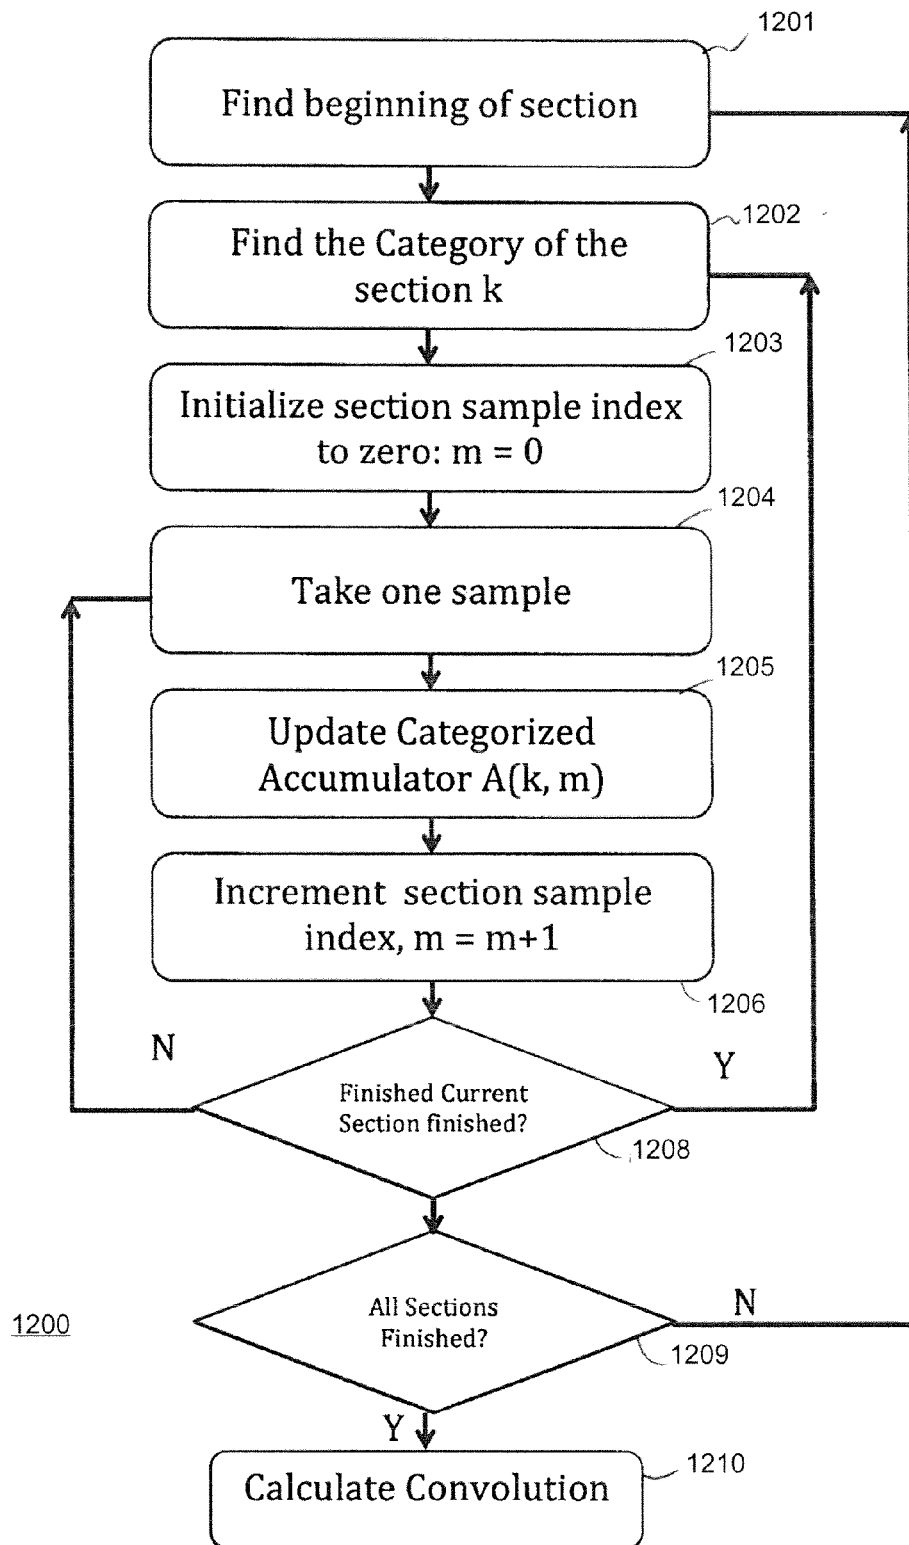 1201
Find beginning of section
1202
Find the Category of the
section k
1203
Initialize section sample index
to zero: m = 0
1204
Take one sample
1205
Update Categorized
Accumulator A(k, m)
Increment section sample
index, m = m+1
1206
N
Y
Finished Current
Section finished?
1208
1200
All Sections
Finished?
N
1209
Y
1210
Calculate Convolution